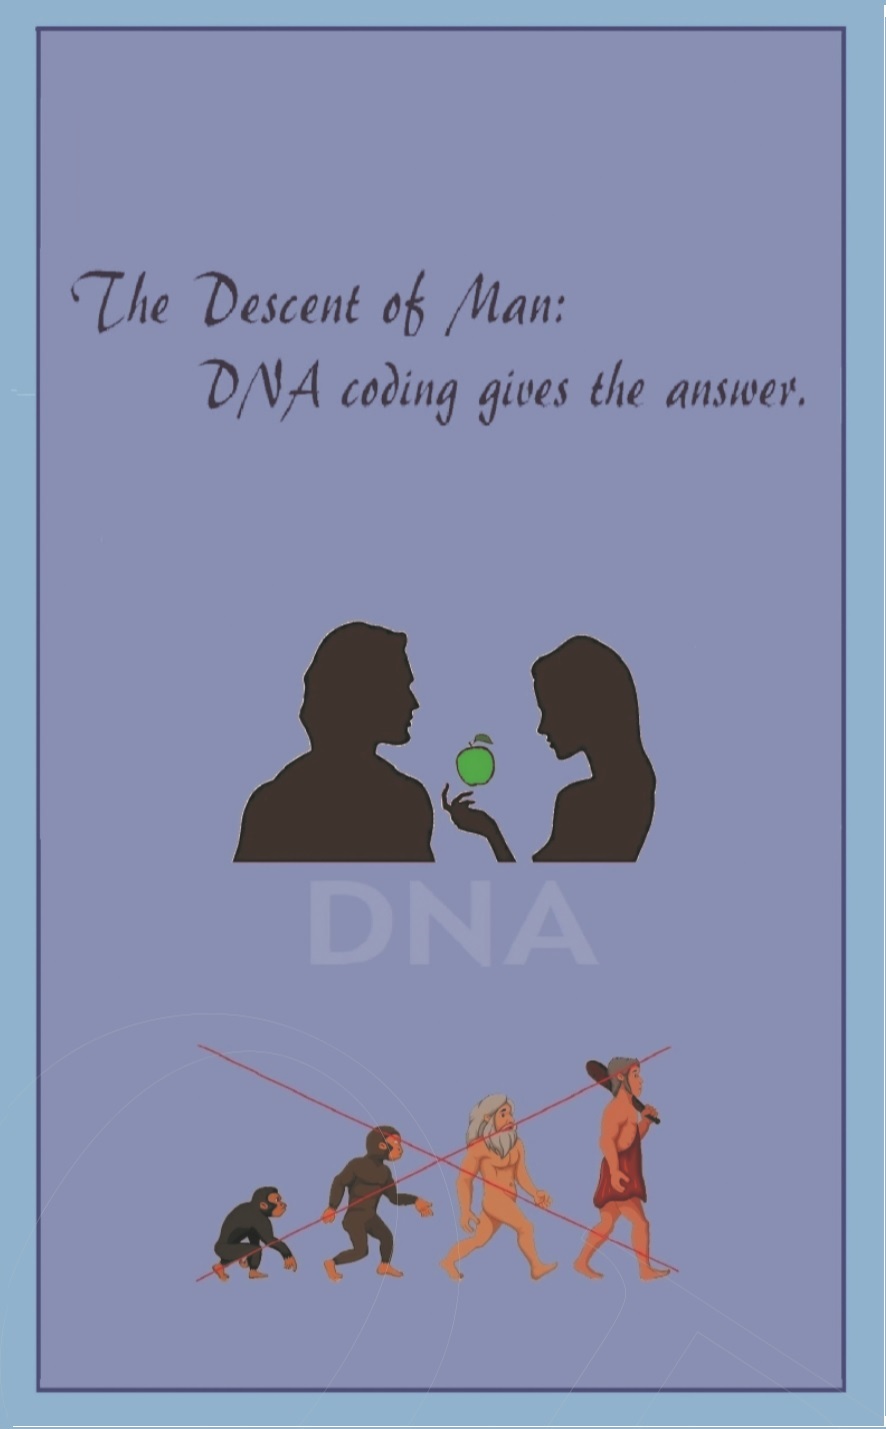 The Descent of Man:
DNA coding gives the answer.
DNA